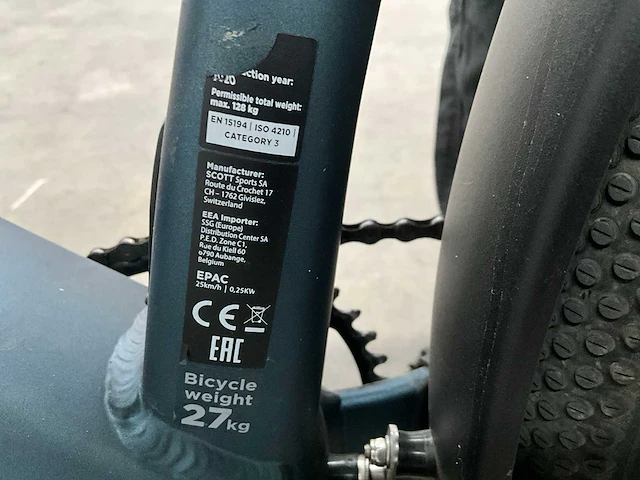 ction year:
Permissible total weight:
max. 128 kg
EN 15194 | ISO 4210 |
CATEGORY 3
Manufacturer:
SCOTT Sports SA
Route du Crochet 17
CH – 1762 Givisiez,
Switzerland
EEA Importer:
SSG (Europe)
Distribution Center SA
P.E.D. Zone C1,
Rue du Kiell 60
6790 Aubange,
Belgium
EPAC
25km/h | 0,25KW
CE
EAC
Bicycle
weight
27kg